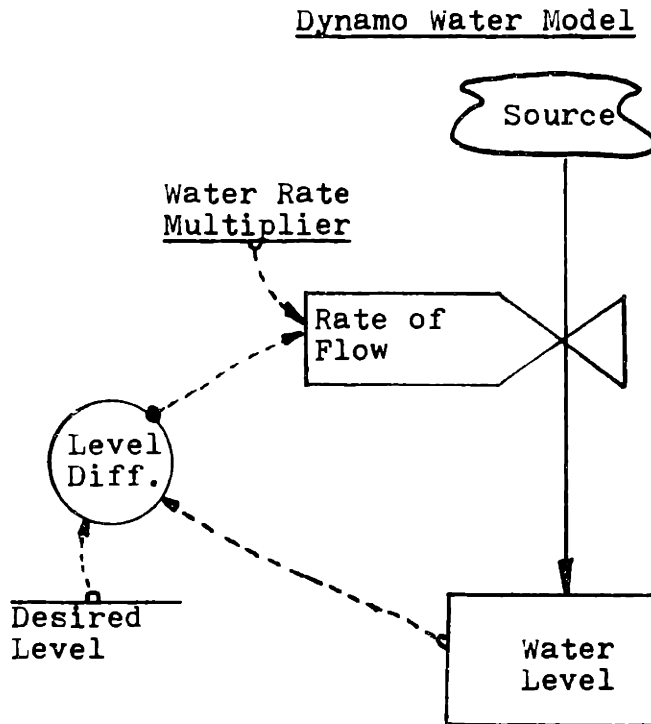 Dynamo Water Model
Source
Water Rate
Multiplier
Rate of
Flow
Level
Diff.
Desired
Level
Water
Level